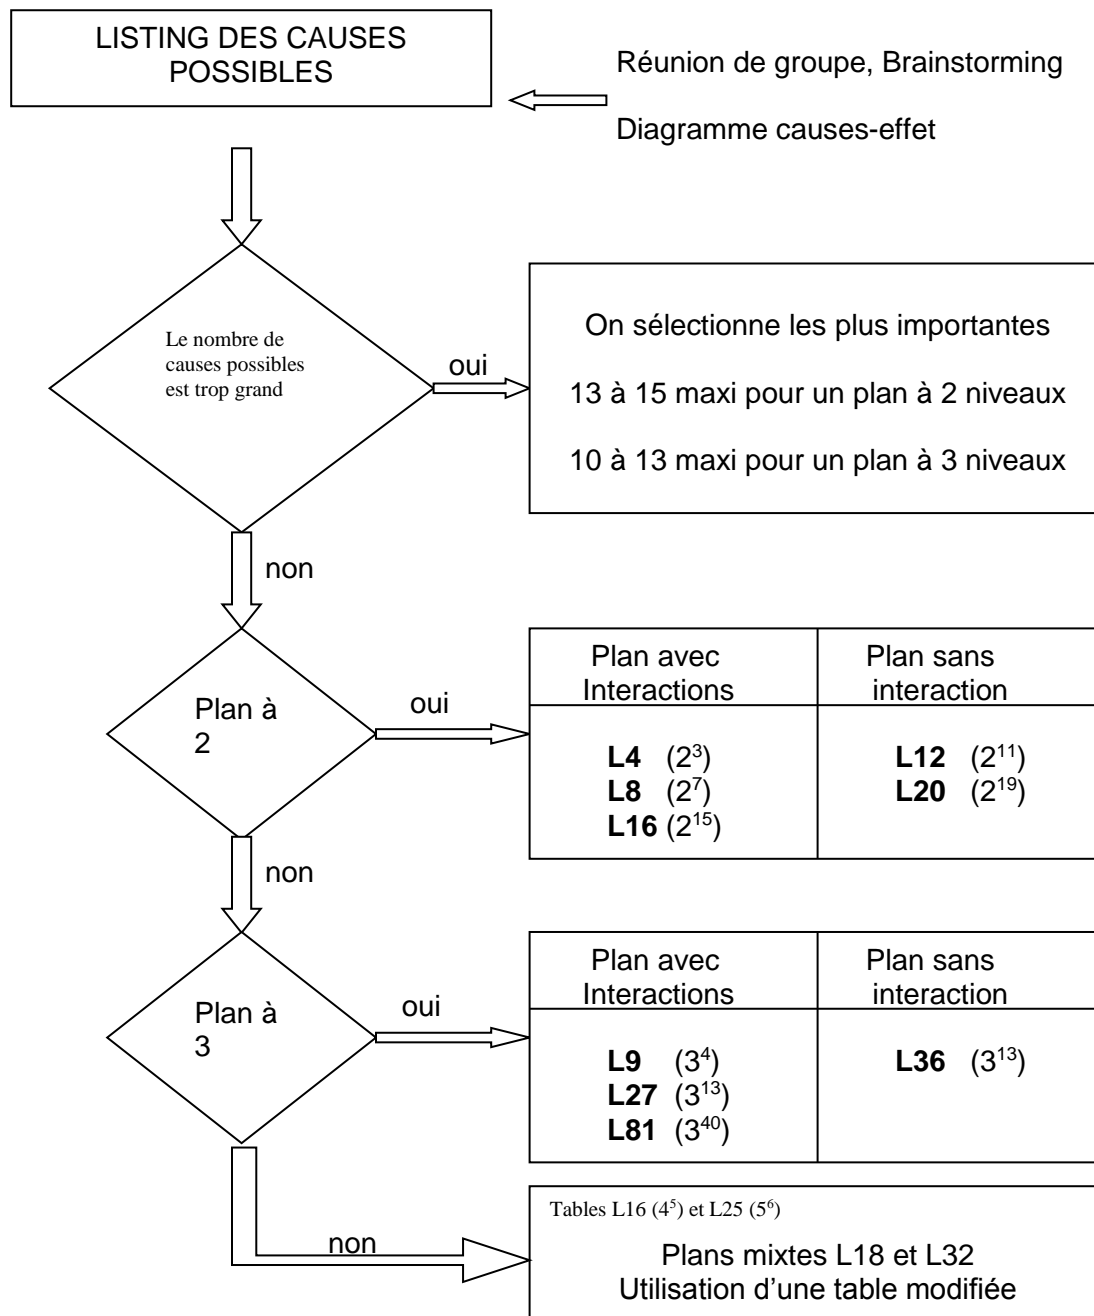 LISTING DES CAUSES
POSSIBLES
Réunion de groupe, Brainstorming
Diagramme causes-effet
Le nombre de
causes possibles
est trop grand
oui
On sélectionne les plus importantes
13 à 15 maxi pour un plan à 2 niveaux
10 à 13 maxi pour un plan à 3 niveaux
non
Plan à
2
oui
Plan avec
Interactions
Plan sans
interaction
L4 (2³)
L8 (2⁷)
L16 (2¹⁵)
L12 (2¹¹)
L20 (2¹⁹)
non
Plan à
3
oui
Plan avec
Interactions
Plan sans
interaction
L9 (3⁴)
L27 (3¹³)
L81 (3⁴⁰)
L36 (3¹³)
non
Tables L16 (4⁵) et L25 (5⁶)
Plans mixtes L18 et L32
Utilisation d’une table modifiée